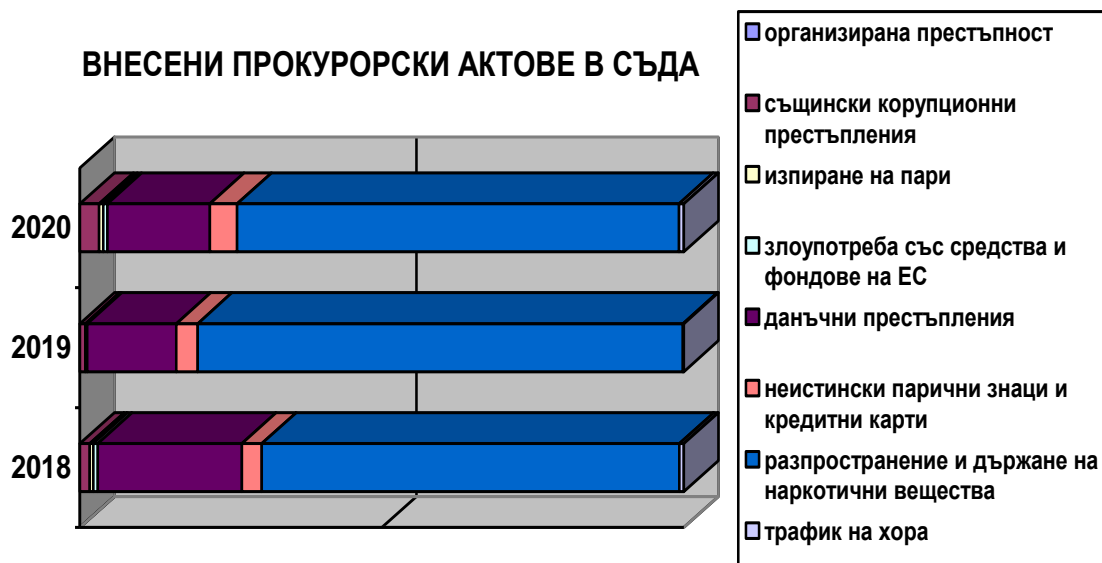 ВНЕСЕНИ ПРОКУРОРСКИ АКТОВЕ В СЪДА
2020
2019
2018
организирана престъпност
същински корупционни
престъпления
изпиране на пари
злоупотреба със средства и
фондове на ЕС
данъчни престъпления
неистински парични знаци и
кредитни карти
разпространение и държане на
наркотични вещества
трафик на хора